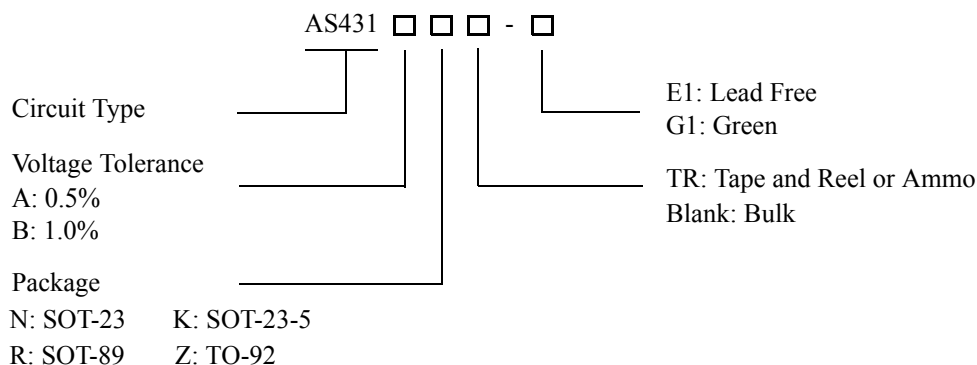 AS431 □ □ □ - □
Circuit Type
Voltage Tolerance
A: 0.5%
B: 1.0%
Package
N: SOT-23 K: SOT-23-5
R: SOT-89 Z: TO-92
E1: Lead Free
G1: Green
TR: Tape and Reel or Ammo
Blank: Bulk